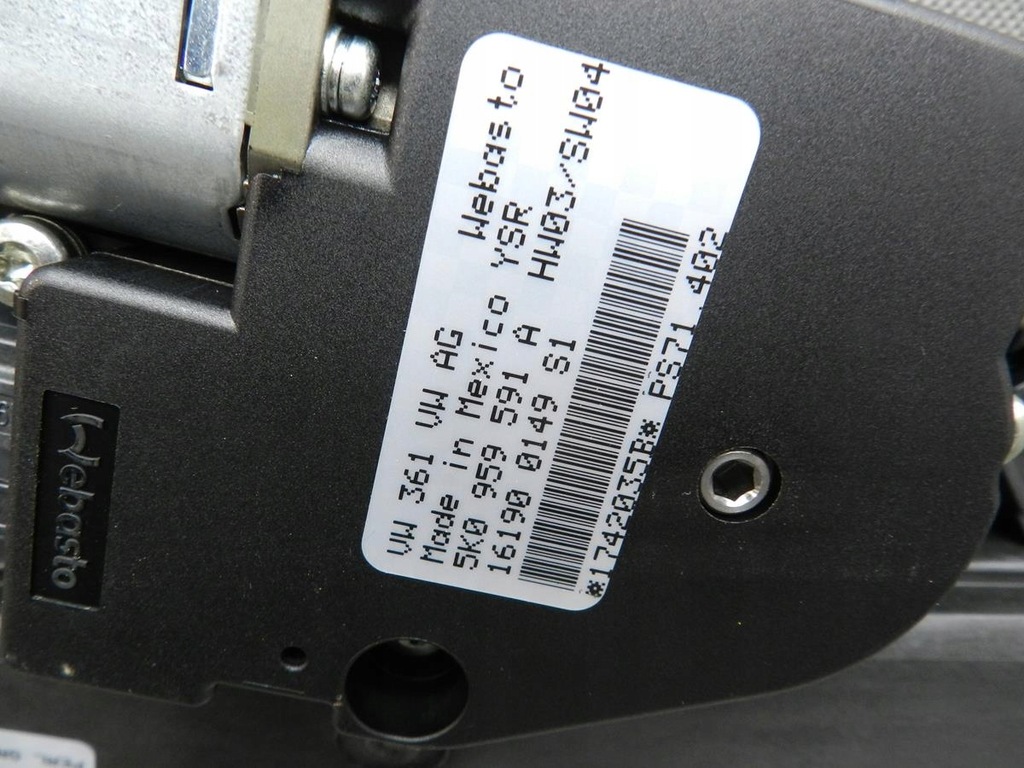 VW 361 VW AG Webasto
Made in Mexico YSR
5K0 959 591 A HW03/SW04
16190 0149 S1
*17420358* PS71.402
Webasto